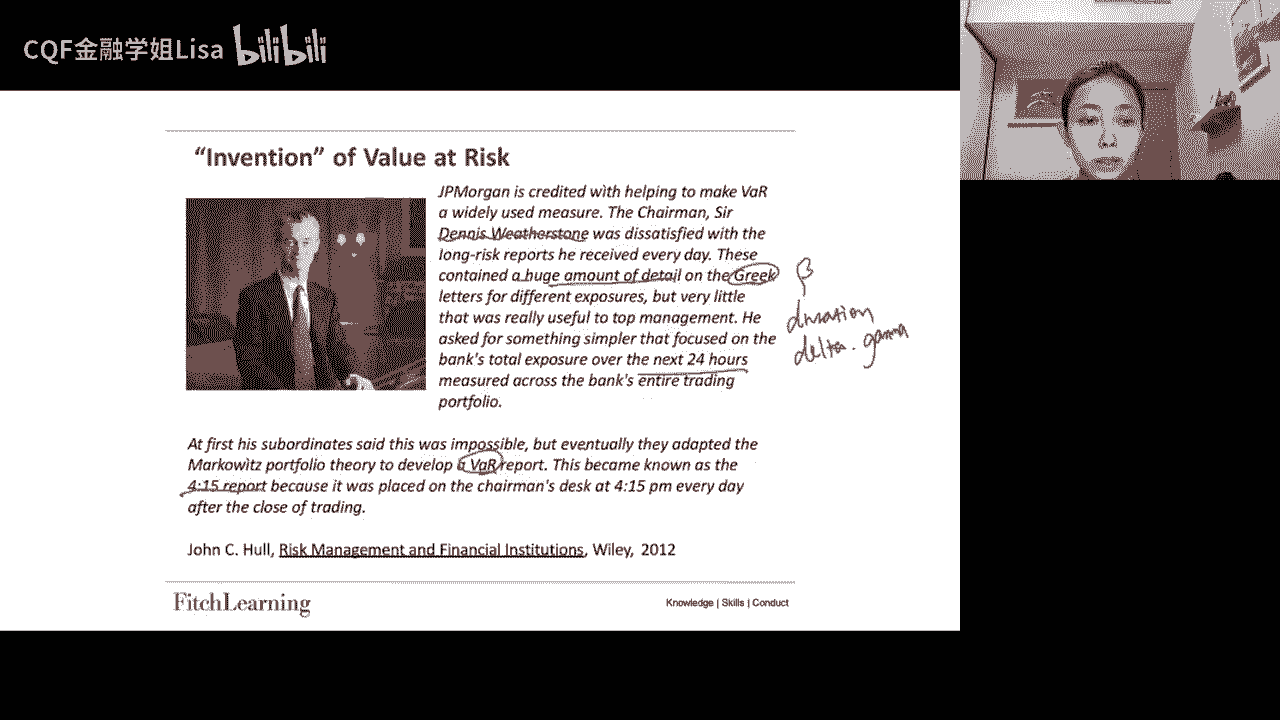 CQF金融学姐Lisa bilibili
“Invention” of Value at Risk
JPMorgan is credited with helping to make VaR
a widely used measure. The Chairman, Sir
Dennis Weatherstone was dissatisfied with the
long-risk reports he received every day. These
contained a huge amount of detail on the Greek
letters for different exposures, but very little
that was really useful to top management. He
asked for something simpler that focused on the
bank's total exposure over the next 24 hours
measured across the bank's entire trading
portfolio.
β
duration
delta. gamma
At first his subordinates said this was impossible, but eventually they adapted the
Markowitz portfolio theory to develop a VaR report. This became known as the
4:15 report because it was placed on the chairman's desk at 4:15 pm every day
after the close of trading.
John C. Hull, Risk Management and Financial Institutions, Wiley, 2012
FitchLearning
Knowledge | Skills | Conduct